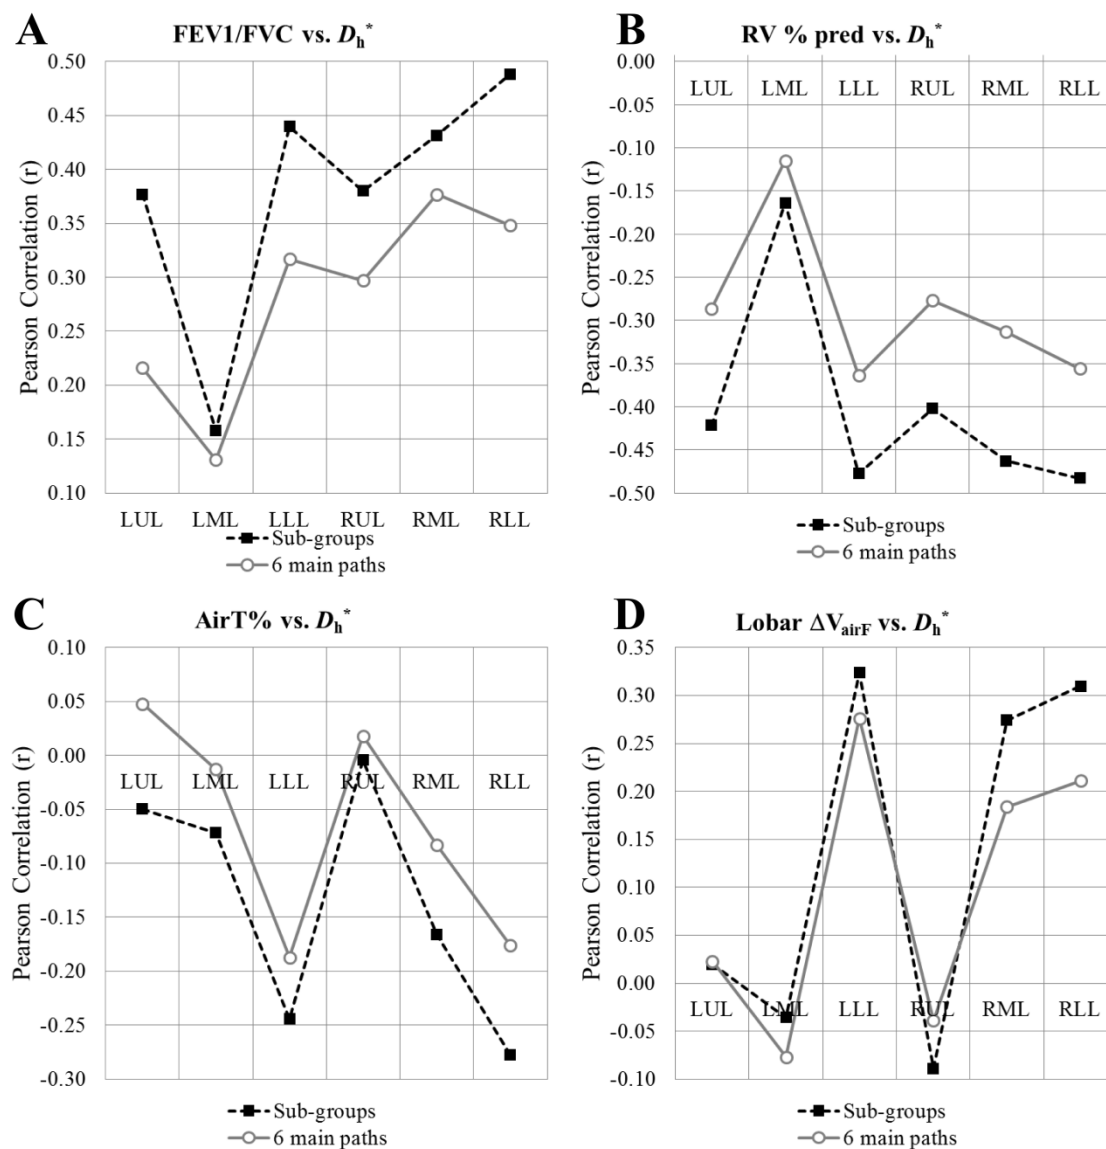 A
FEV1/FVC vs. Dh*
Pearson Correlation (r)
0.50
0.45
0.40
0.35
0.30
0.25
0.20
0.15
0.10
LUL LML LLL RUL RML RLL
Sub-groups
6 main paths
B
RV % pred vs. Dh*
Pearson Correlation (r)
0.00
LUL LML LLL RUL RML RLL
-0.05
-0.10
-0.15
-0.20
-0.25
-0.30
-0.35
-0.40
-0.45
-0.50
Sub-groups
6 main paths
C
AirT% vs. Dh*
Pearson Correlation (r)
0.10
0.05
0.00
LUL LML LLL RUL RML RLL
-0.05
-0.10
-0.15
-0.20
-0.25
-0.30
Sub-groups
6 main paths
D
Lobar ΔVairF vs. Dh*
Pearson Correlation (r)
0.30
0.35
0.25
0.20
0.15
0.10
0.05
0.00
LUL LML LLL RUL RML RLL
-0.05
-0.10
Sub-groups
6 main paths